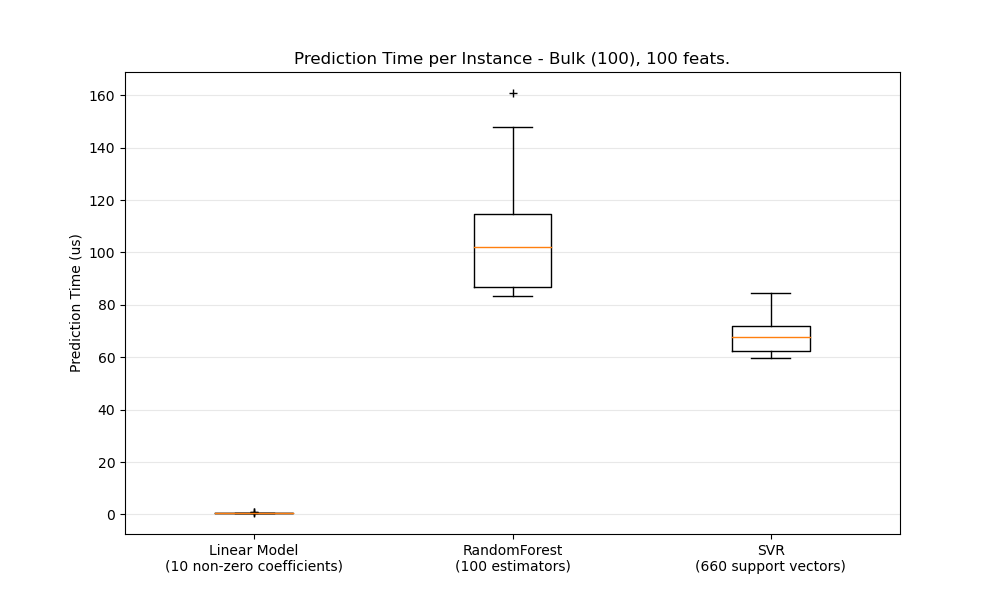 Prediction Time per Instance - Bulk (100), 100 feats.
160
140
120
100
80
60
40
20
0
Prediction Time (us)
Linear Model
(10 non-zero coefficients)
RandomForest
(100 estimators)
SVR
(660 support vectors)